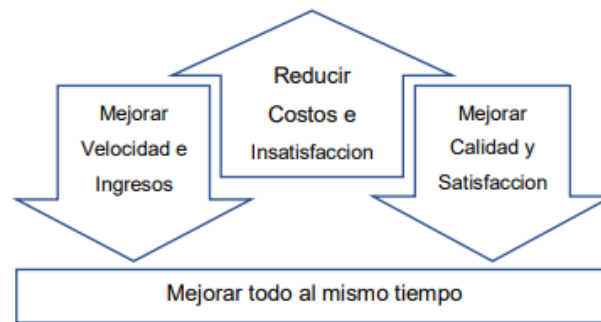 Mejorar
Velocidad e
Ingresos
Reducir
Costos e
Insatisfaccion
Mejorar
Calidad y
Satisfaccion
Mejorar todo al mismo tiempo